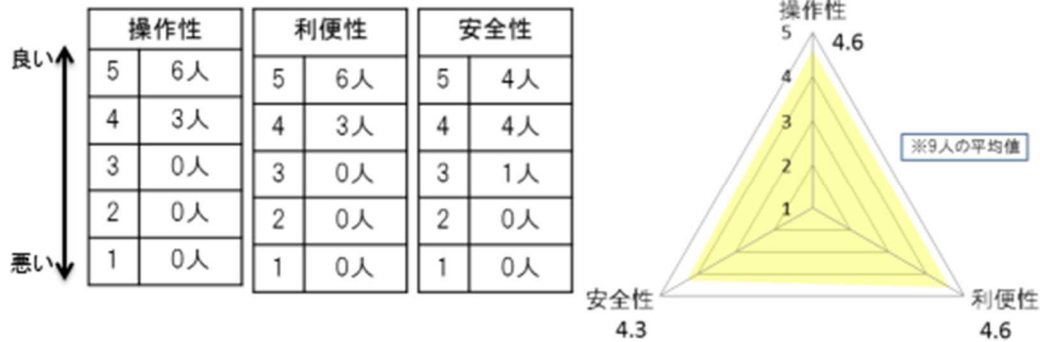 良い
悪い
操作性
5 6人
4 3人
3 0人
2 0人
1 0人
利便性
5 6人
4 3人
3 0人
2 0人
1 0人
安全性
5 4人
4 4人
3 1人
2 0人
1 0人
操作性
4.6
5
4
3
2
1
※9人の平均値
安全性
4.3
利便性
4.6